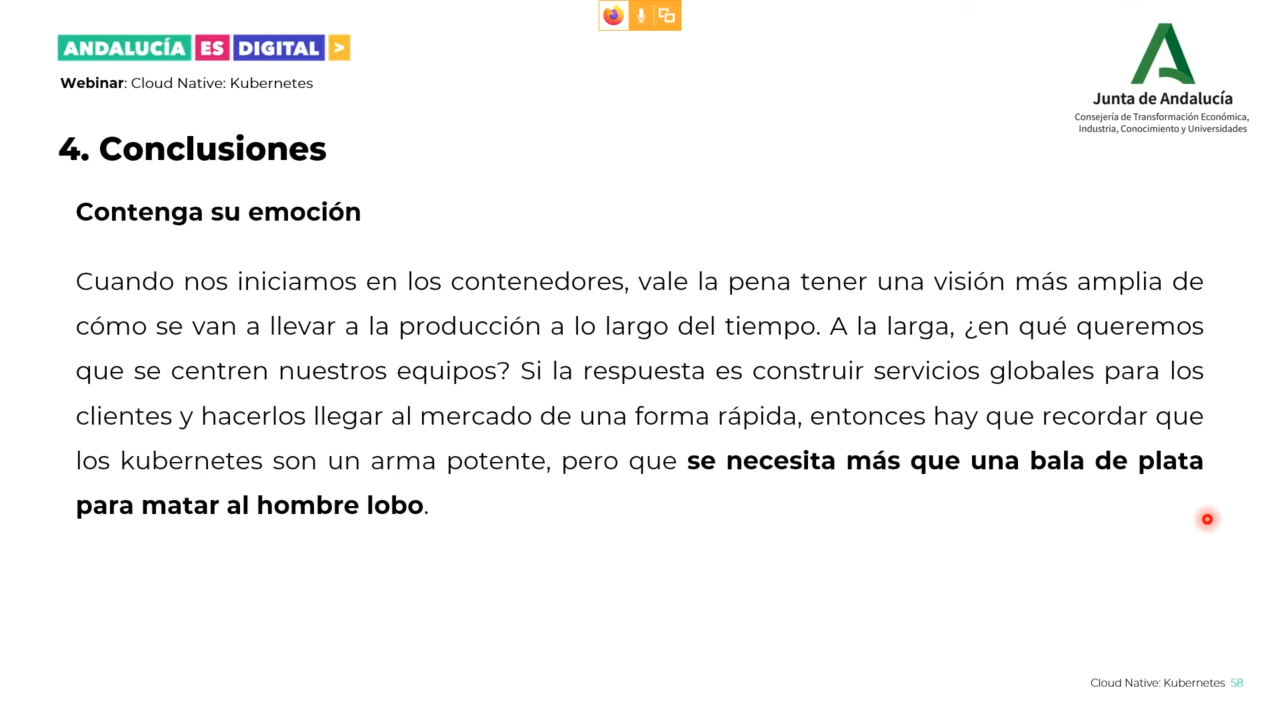 ANDALUCÍA ES DIGITAL >
Webinar: Cloud Native: Kubernetes
Junta de Andalucía
Consejería de Transformación Económica,
Industria, Conocimiento y Universidades
4. Conclusiones
Contenga su emoción
Cuando nos iniciamos en los contenedores, vale la pena tener una visión más amplia de
cómo se van a llevar a la producción a lo largo del tiempo. A la larga, ¿en qué queremos
que se centren nuestros equipos? Si la respuesta es construir servicios globales para los
clientes y hacerlos llegar al mercado de una forma rápida, entonces hay que recordar que
los kubernetes son un arma potente, pero que se necesita más que una bala de plata
para matar al hombre lobo.
Cloud Native: Kubernetes 58